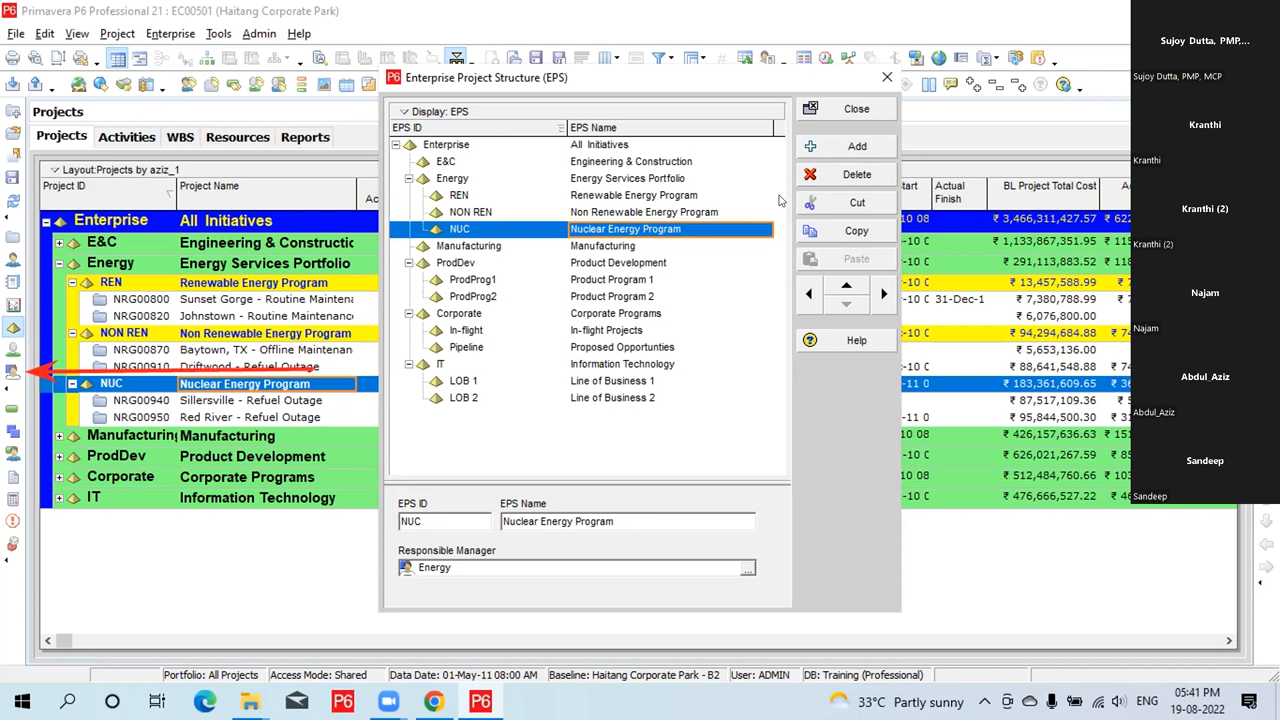 P6 Primavera P6 Professional 21 : EC00501 (Haitang Corporate Park)
File Edit View Project Enterprise Tools Admin Help
Projects
Projects Activities WBS Resources Reports
Layout:Projects by aziz_1
Project ID Project Name
Enterprise All Initiatives
E&C Engineering & Constructic
Energy Energy Services Portfolio
REN Renewable Energy Program
NRG00800 Sunset Gorge - Routine Maintena
NRG00820 Johnstown - Routine Maintenanc
NON REN Non Renewable Energy Program
NRG00870 Baytown, TX - Offline Maintenan
NRG00910 Driftwood - Refuel Outage
NUC Nuclear Energy Program
NRG00940 Sillersville - Refuel Outage
NRG00950 Red River - Refuel Outage
Manufacturing Manufacturing
ProdDev Product Development
Corporate Corporate Programs
IT Information Technology
P6 Enterprise Project Structure (EPS)
Display: EPS
EPS ID EPS Name
Enterprise All Initiatives
E&C Engineering & Construction
Energy Energy Services Portfolio
REN Renewable Energy Program
NON REN Non Renewable Energy Program
NUC Nuclear Energy Program
Manufacturing Manufacturing
ProdDev Product Development
ProdProg1 Product Program 1
ProdProg2 Product Program 2
Corporate Corporate Programs
In-flight In-flight Projects
Pipeline Proposed Opportunities
IT Information Technology
LOB 1 Line of Business 1
LOB 2 Line of Business 2
EPS ID EPS Name
NUC Nuclear Energy Program
Responsible Manager
Energy
...
Close
Add
Delete
Cut
Copy
Paste
Help
Actual Finish BL Project Total Cost
₹ 3,466,311,427.57 ₹ 622
₹ 1,133,867,351.95
₹ 291,113,883.52
₹ 13,457,588.99
31-Dec-1 ₹ 7,380,788.99
₹ 6,076,800.00
₹ 94,294,684.88
₹ 5,653,136.00
₹ 88,641,548.88
₹ 183,361,609.65
₹ 87,517,109.36
₹ 95,844,500.30
₹ 426,157,636.63
₹ 626,021,267.59
₹ 512,484,760.66
₹ 476,666,527.22
Sujoy Dutta, PMP,...
Sujoy Dutta, PMP, MCP
Kranthi
Kranthi
Kranthi (2)
Kranthi (2)
Najam
Najam
Abdul_Aziz
Abdul_Aziz
Sandeep
Sandeep
Portfolio: All Projects Access Mode: Shared Data Date: 01-May-11 08:00 AM Baseline: Haitang Corporate Park - B2 User: ADMIN DB: Training (Professional)
P6 P6 33°C Partly sunny ENG 05:41 PM
19-08-2022